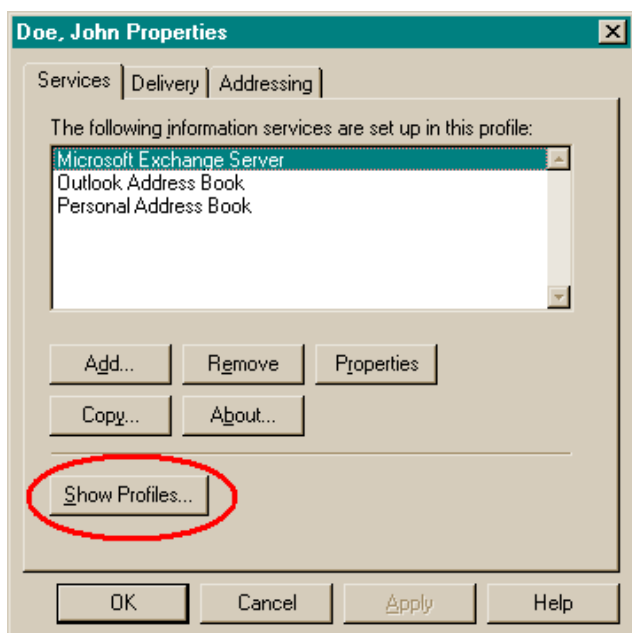 Doe, John Properties
Services Delivery Addressing
The following information services are set up in this profile:
Microsoft Exchange Server
Outlook Address Book
Personal Address Book
Add... Remove Properties
Copy... About...
Show Profiles...
OK Cancel Apply Help